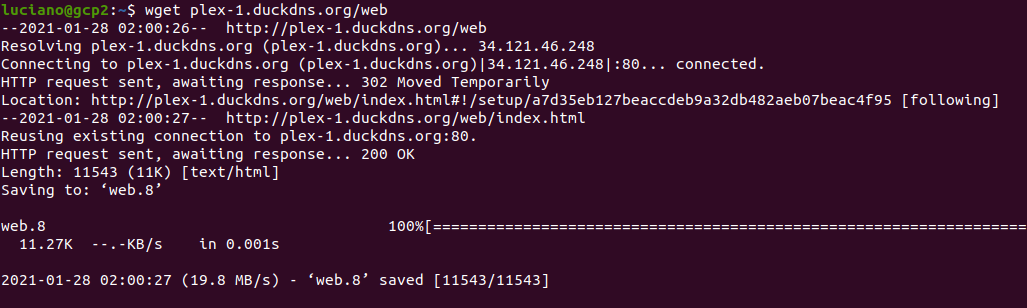 luciano@gcp2:~$ wget plex-1.duckdns.org/web
--2021-01-28 02:00:26--  http://plex-1.duckdns.org/web
Resolving plex-1.duckdns.org (plex-1.duckdns.org)... 34.121.46.248
Connecting to plex-1.duckdns.org (plex-1.duckdns.org)|34.121.46.248|:80... connected.
HTTP request sent, awaiting response... 302 Moved Temporarily
Location: http://plex-1.duckdns.org/web/index.html#!/setup/a7d35eb127beaccdeb9a32db482aeb07beac4f95 [following]
--2021-01-28 02:00:27--  http://plex-1.duckdns.org/web/index.html
Reusing existing connection to plex-1.duckdns.org:80.
HTTP request sent, awaiting response... 200 OK
Length: 11543 (11K) [text/html]
Saving to: ‘web.8’
web.8                                      100%[==================================================================
  11.27K  --.-KB/s    in 0.001s
2021-01-28 02:00:27 (19.8 MB/s) - ‘web.8’ saved [11543/11543]